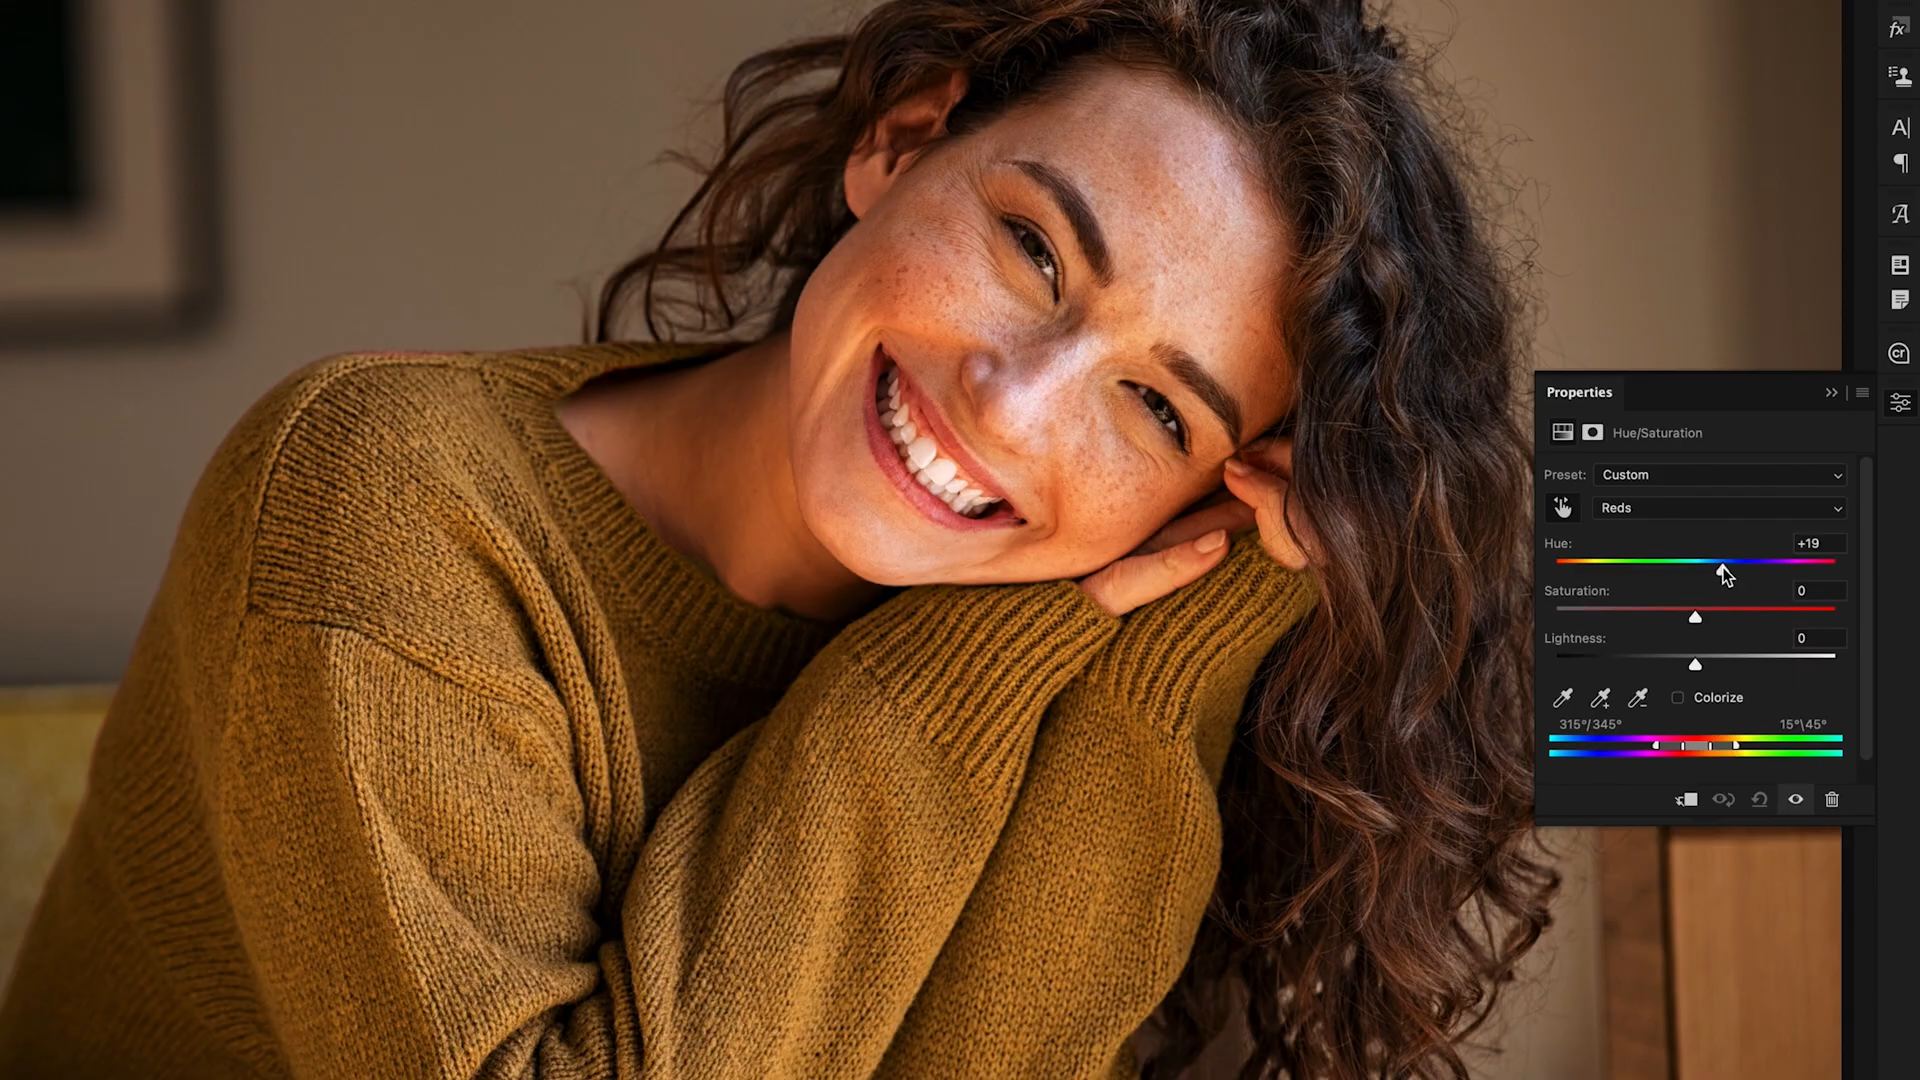 fx
A|
¶
A
cr
Properties
Hue/Saturation
Preset: Custom
Reds
Hue: +19
Saturation: 0
Lightness: 0
Colorize
315°/345° 15°\45°